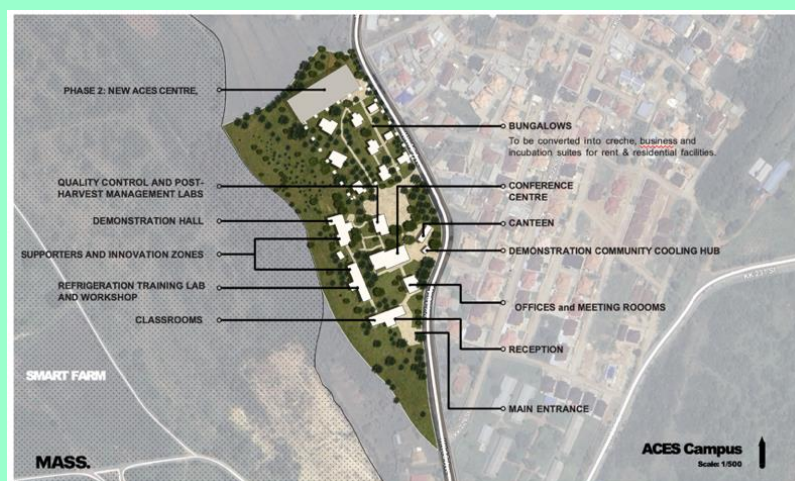 PHASE 2: NEW ACES CENTRE,
QUALITY CONTROL AND POST-
HARVEST MANAGEMENT LABS
DEMONSTRATION HALL
SUPPORTERS AND INNOVATION ZONES
REFRIGERATION TRAINING LAB
AND WORKSHOP
CLASSROOMS
SMART FARM
MASS.
BUNGALOWS
To be converted into creche, business and
incubation suites for rent & residential facilities.
CONFERENCE
CENTRE
CANTEEN
DEMONSTRATION COMMUNITY COOLING HUB
OFFICES and MEETING ROOOMS
RECEPTION
MAIN ENTRANCE
ACES Campus
Scale: 1/500